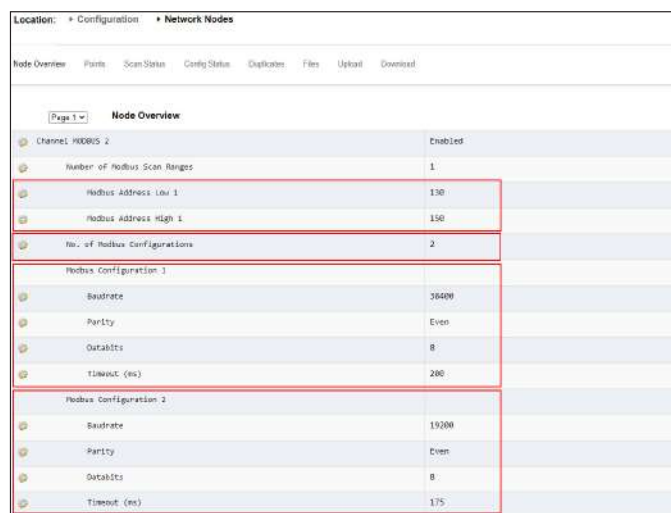 Location: Configuration Network Nodes
Node Overview Points Scan Status Config Status Duplicates Files Upload Download
Page 1 Node Overview
Channel MODBUS 2 Enabled
Number of Modbus Scan Ranges 1
Modbus Address Low 1 130
Modbus Address High 1 150
No. of Modbus Configurations 2
Modbus Configuration 1
Baudrate 38400
Parity Even
Databits 8
Timeout (ms) 200
Modbus Configuration 2
Baudrate 19200
Parity Even
Databits 8
Timeout (ms) 175